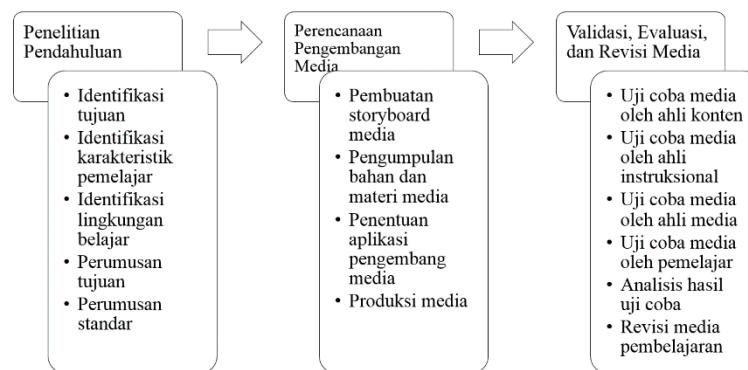 Penelitian
Pendahuluan
• Identifikasi
tujuan
• Identifikasi
karakteristik
pemelajar
• Identifikasi
lingkungan
belajar
• Perumusan
tujuan
• Perumusan
standar
Perencanaan
Pengembangan
Media
• Pembuatan
storyboard
media
• Pengumpulan
bahan dan
materi media
• Penentuan
aplikasi
pengembang
media
• Produksi media
Validasi, Evaluasi,
dan Revisi Media
• Uji coba media
oleh ahli konten
• Uji coba media
oleh ahli
instruksional
• Uji coba media
oleh ahli media
• Uji coba media
oleh pemelajar
• Analisis hasil
uji coba
• Revisi media
pembelajaran